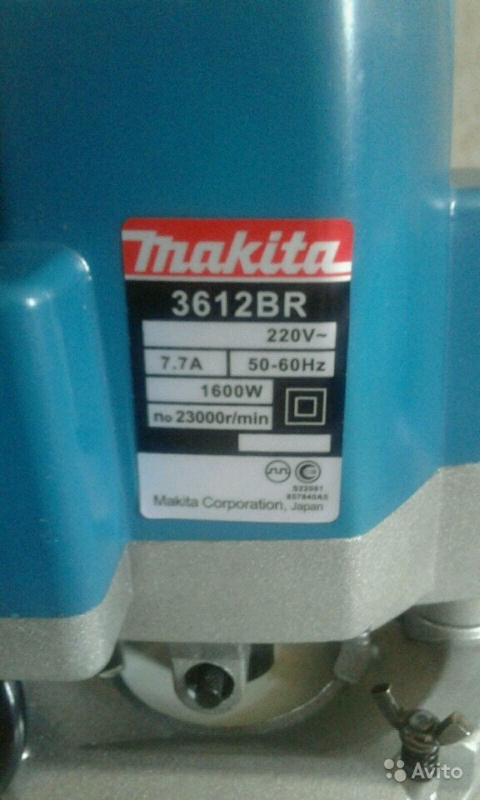 makita
3612BR
220V~
7.7A 50-60Hz
1600W
no 23000r/min
Makita Corporation, Japan
Avito